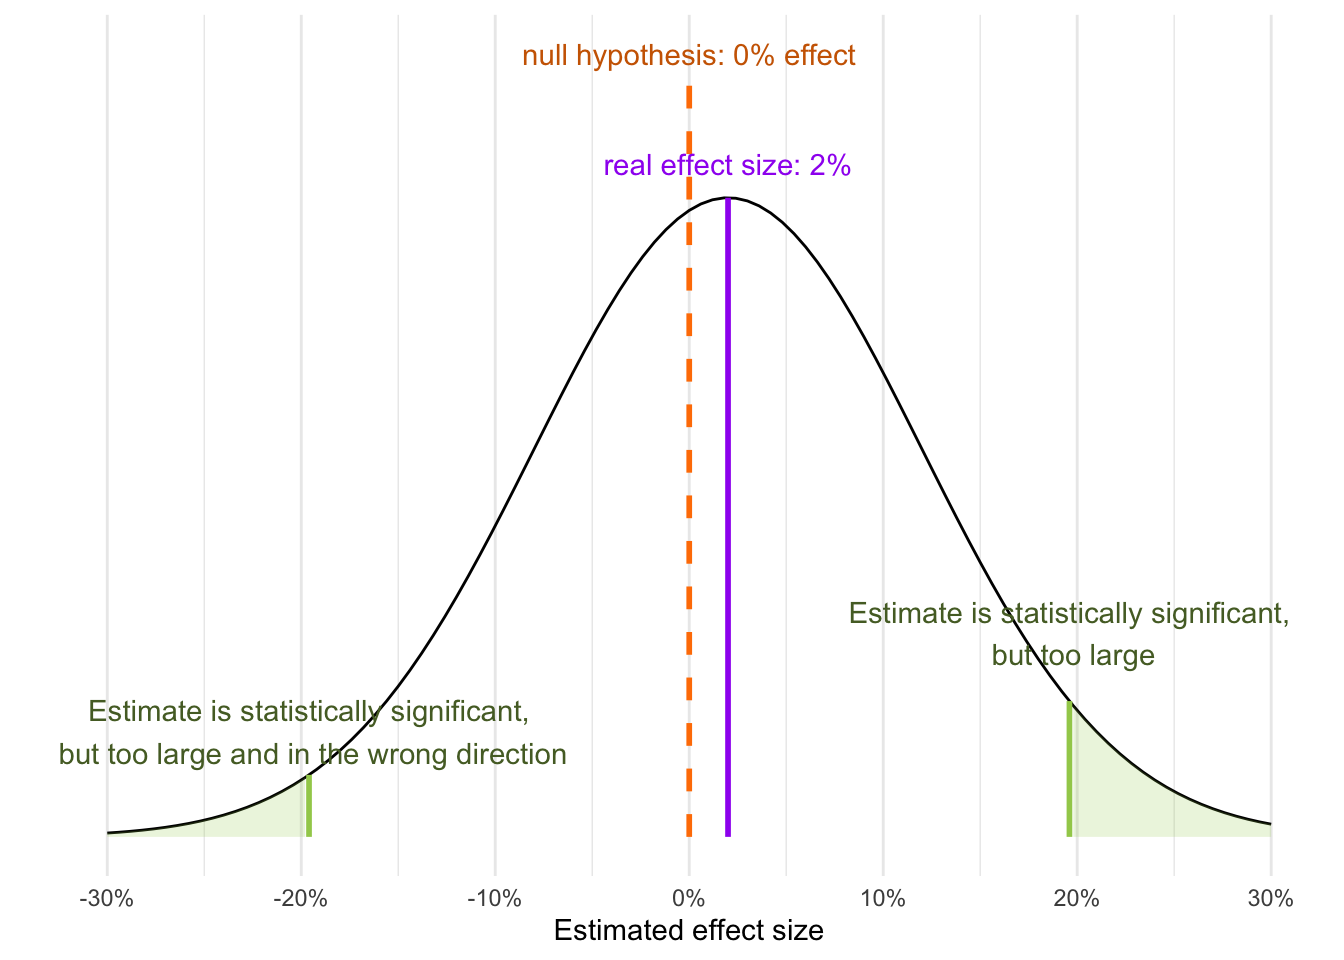 null hypothesis: 0% effect
real effect size: 2%
Estimate is statistically significant,
but too large
Estimate is statistically significant,
but too large and in the wrong direction
-30% -20% -10% 0% 10% 20% 30%
Estimated effect size